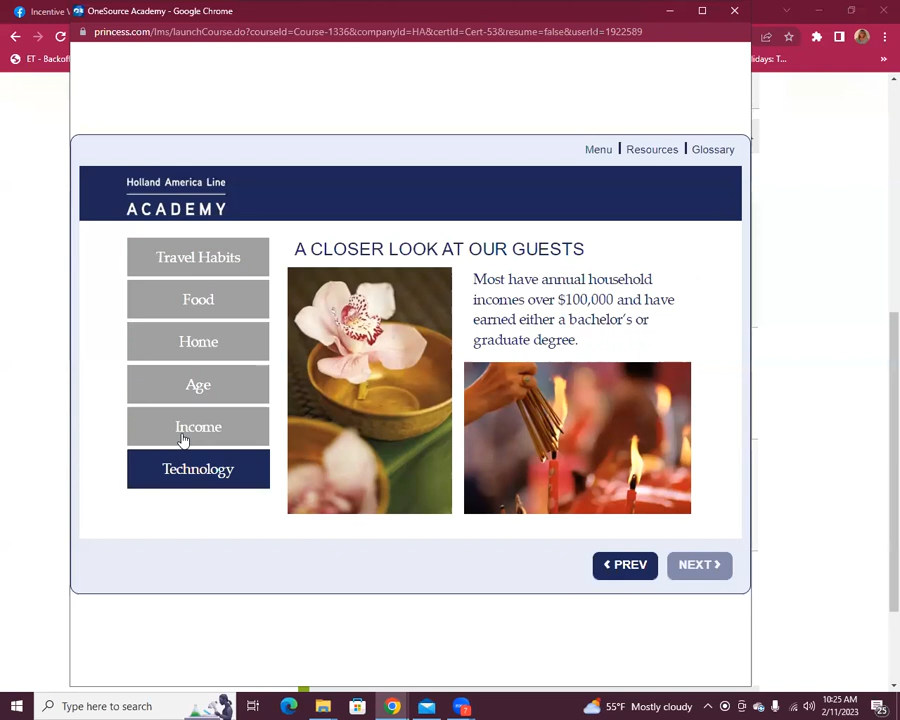 Incentive
OneSource Academy - Google Chrome
princess.com/lms/launchCourse.do?courseId=Course-1336&companyId=HA&certId=Cert-53&resume=false&userId=1922589
ET - Backoff
lidays: T...
Menu | Resources | Glossary
Holland America Line
ACADEMY
Travel Habits
Food
Home
Age
Income
Technology
A CLOSER LOOK AT OUR GUESTS
Most have annual household
incomes over $100,000 and have
earned either a bachelor's or
graduate degree.
PREV
NEXT
Type here to search
55°F Mostly cloudy
10:25 AM
2/11/2023
25